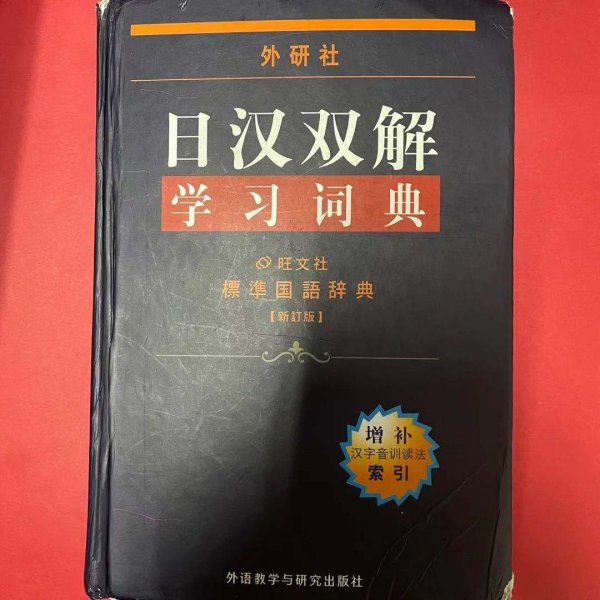 外研社
日汉双解
学习词典
旺文社
標準国語辞典
【新訂版】
增补
汉字音训读法
索引
外语教学与研究出版社